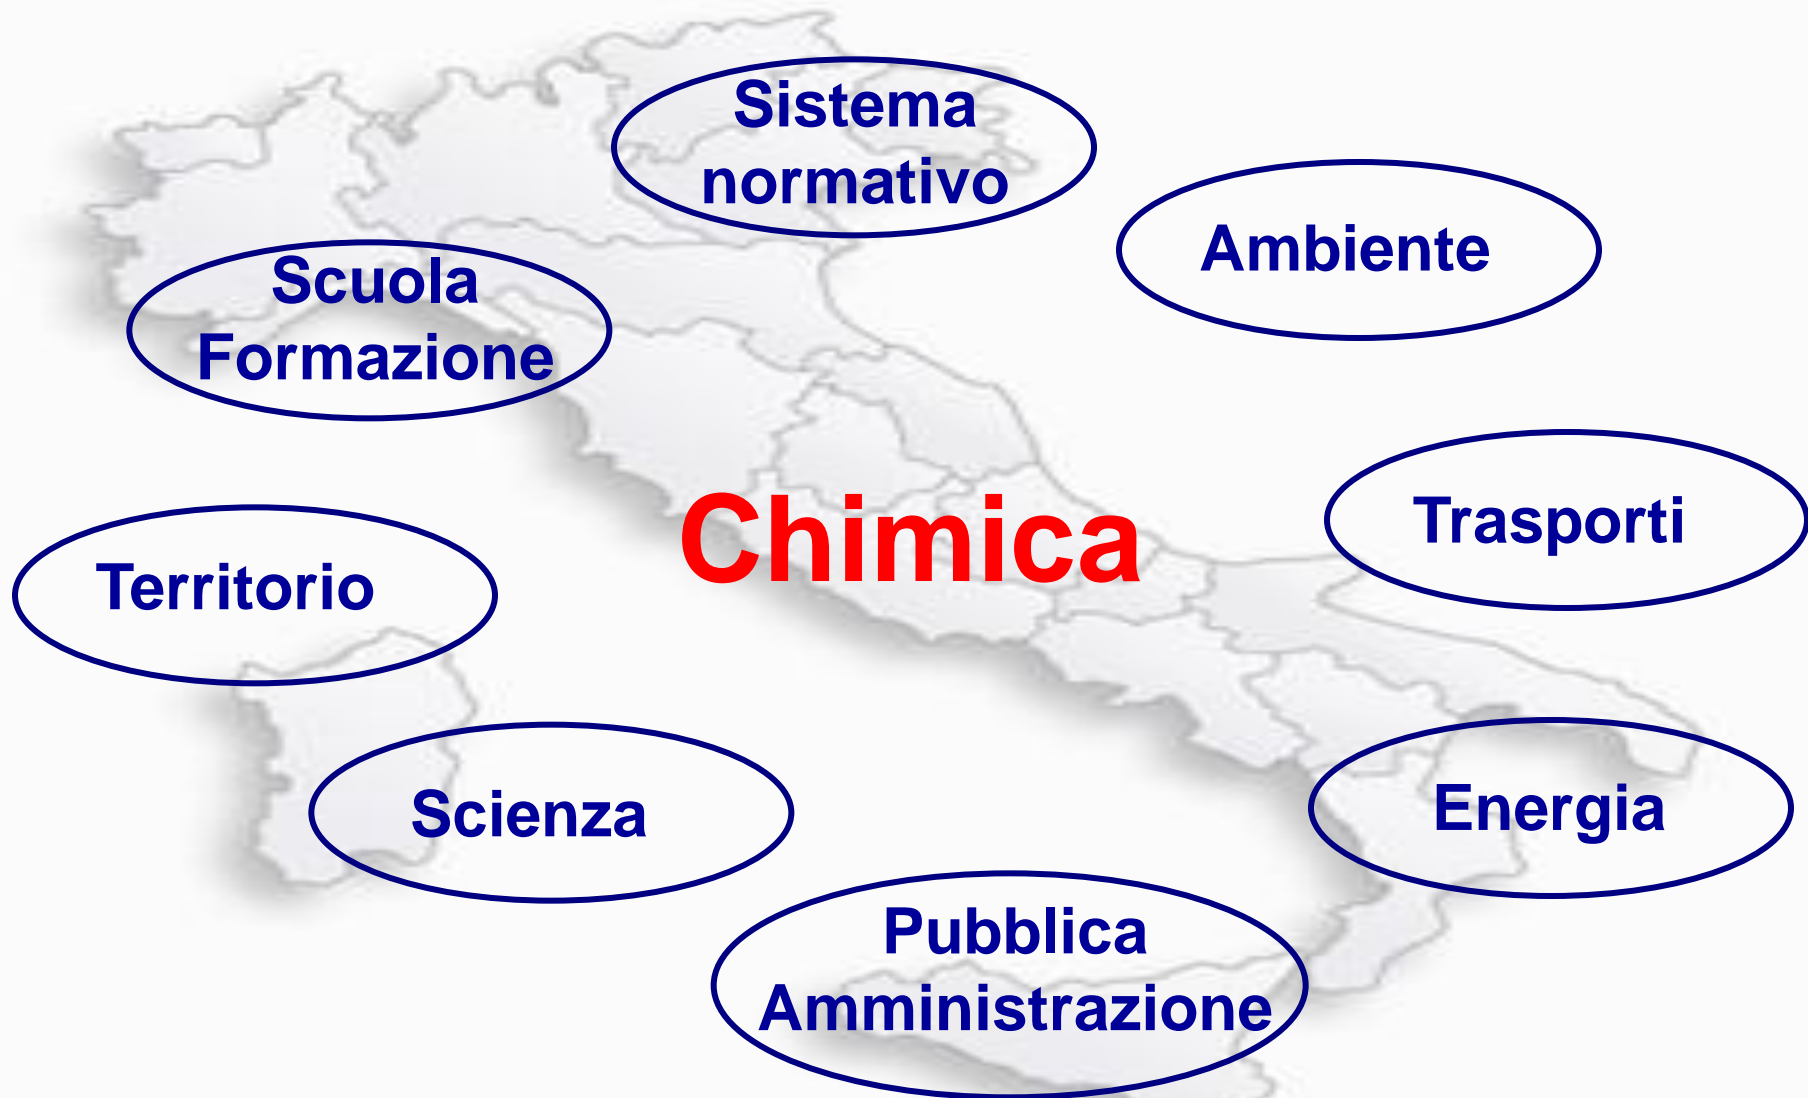 Sistema
normativo
Ambiente
Scuola
Formazione
Chimica
Trasporti
Territorio
Scienza
Energia
Pubblica
Amministrazione